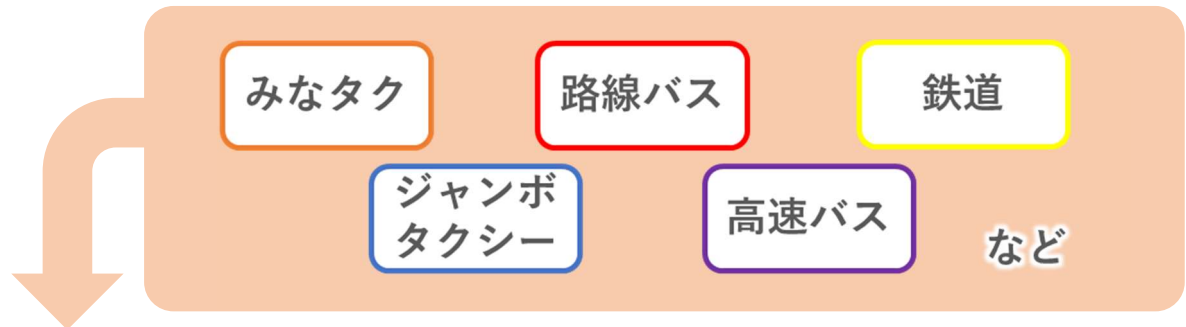 みなタク
路線バス
鉄道
ジャンボ
タクシー
高速バス
など